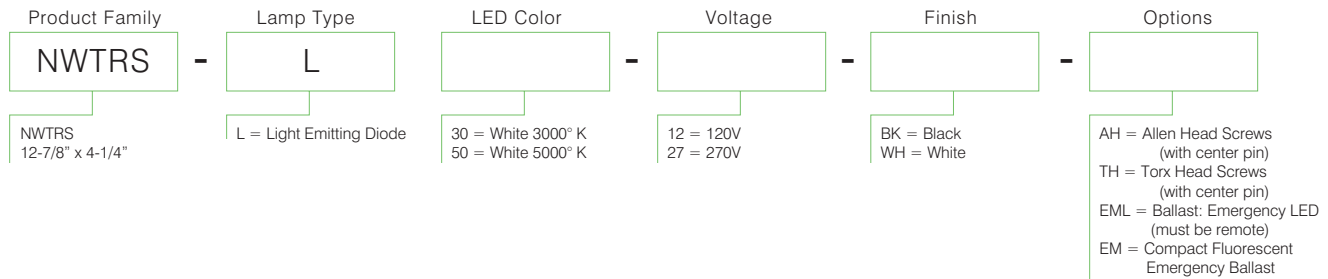 Product Family
Lamp Type
LED Color
Voltage
Finish
Options
NWTRS
-
L
-
-
-
NWTRS
12-7/8” x 4-1/4”
L = Light Emitting Diode
30 = White 3000° K
50 = White 5000° K
12 = 120V
27 = 270V
BK = Black
WH = White
AH = Allen Head Screws
(with center pin)
TH = Torx Head Screws
(with center pin)
EML = Ballast: Emergency LED
(must be remote)
EM = Compact Fluorescent
Emergency Ballast